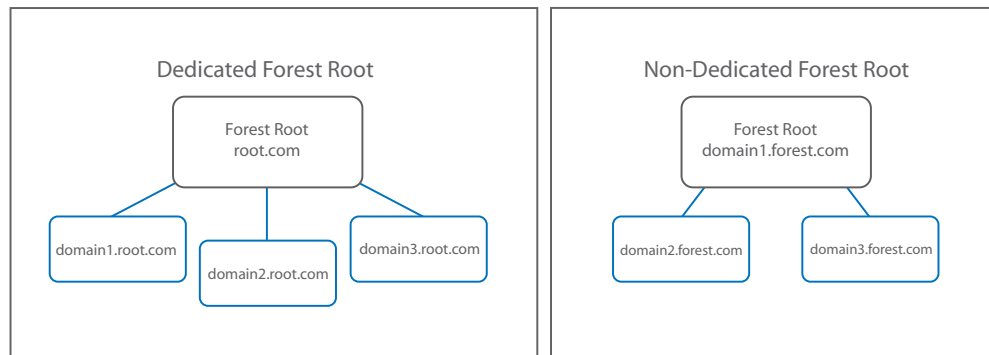 Dedicated Forest Root
Forest Root
root.com
domain1.root.com
domain2.root.com
domain3.root.com
Non-Dedicated Forest Root
Forest Root
domain1.forest.com
domain2.forest.com
domain3.forest.com